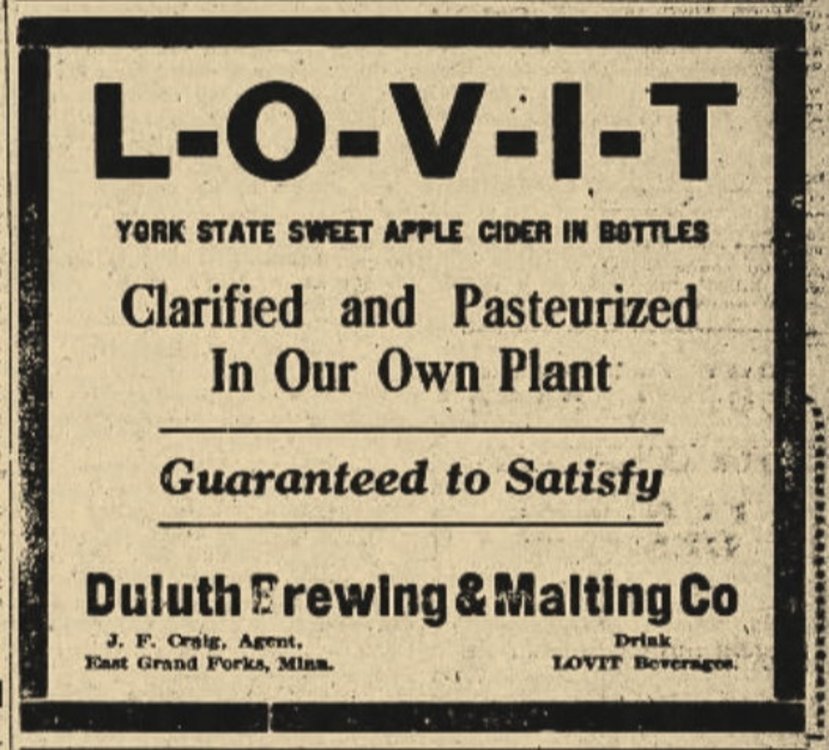 L-O-V-I-T
YORK STATE SWEET APPLE CIDER IN BOTTLES
Clarified and Pasteurized
In Our Own Plant
Guaranteed to Satisfy
Duluth Brewing & Malting Co
J. F. Craig, Agent.
East Grand Forks, Minn.
Drink
LOVIT Beverages.